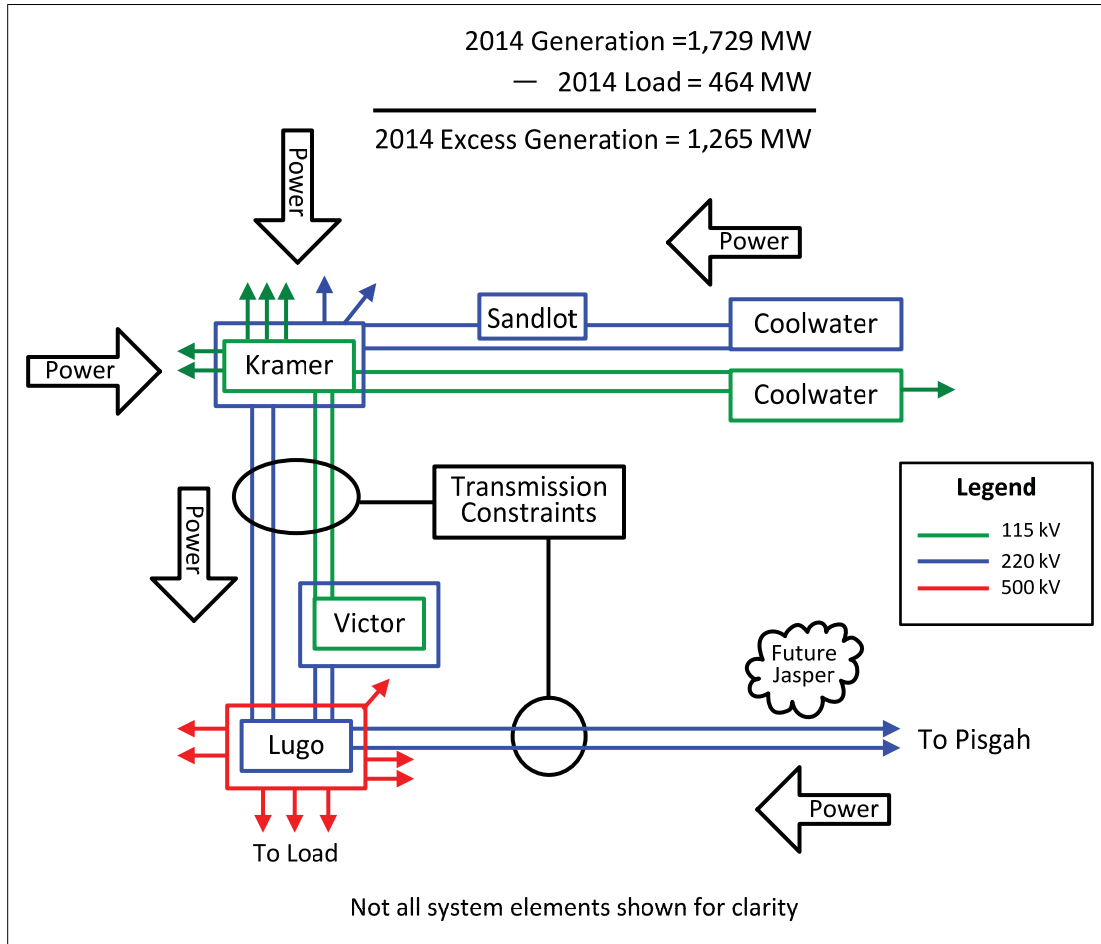 2014 Generation =1,729 MW
— 2014 Load = 464 MW
2014 Excess Generation = 1,265 MW
Power
Power
Sandlot
Coolwater
Kramer
Power
Coolwater
Transmission
Constraints
Power
Legend
115 kV
220 kV
500 kV
Victor
Future
Jasper
Lugo
To Pisgah
Power
To Load
Not all system elements shown for clarity